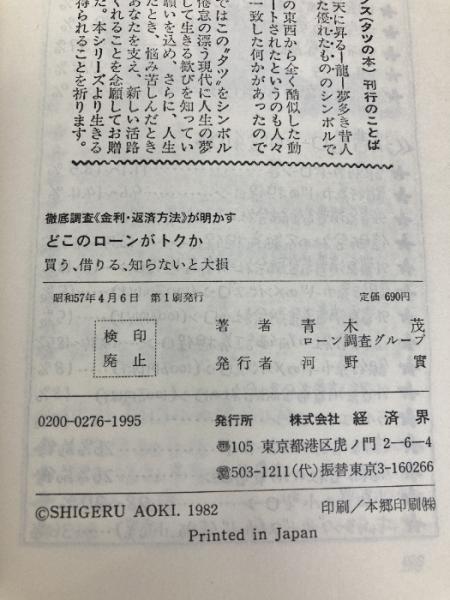 ンス(タツの本)刊行のことば
天に昇る—龍—夢多き昔人
た優れたもののシンボルで
の東西から全く酷似した動
ートされたというのも人々
一致した何かがあったので
ではこの“タツ”をシンボル
倦怠の漂う現代に人生の夢
して生きる歓びを知ってい
願いを込め、さらに、人生
たとき、悩み苦しんだとき
あなたを支え、新しい活路
くれることを念願してお贈
た。本シリーズより生きる
得られることを祈ります。
徹底調査《金利・返済方法》が明かす
どこのローンがトクか
買う、借りる、知らないと大損
昭和57年4月6日 第1刷発行 定価 690円
検印
廃止
著者 青木茂
ローン調査グループ
発行者 河野實
0200-0276-1995
発行所 株式会社 経済界
〒105 東京都港区虎ノ門 2-6-4
☎503-1211(代)振替東京3-160266
©SHIGERU AOKI. 1982
印刷/本郷印刷㈱
Printed in Japan